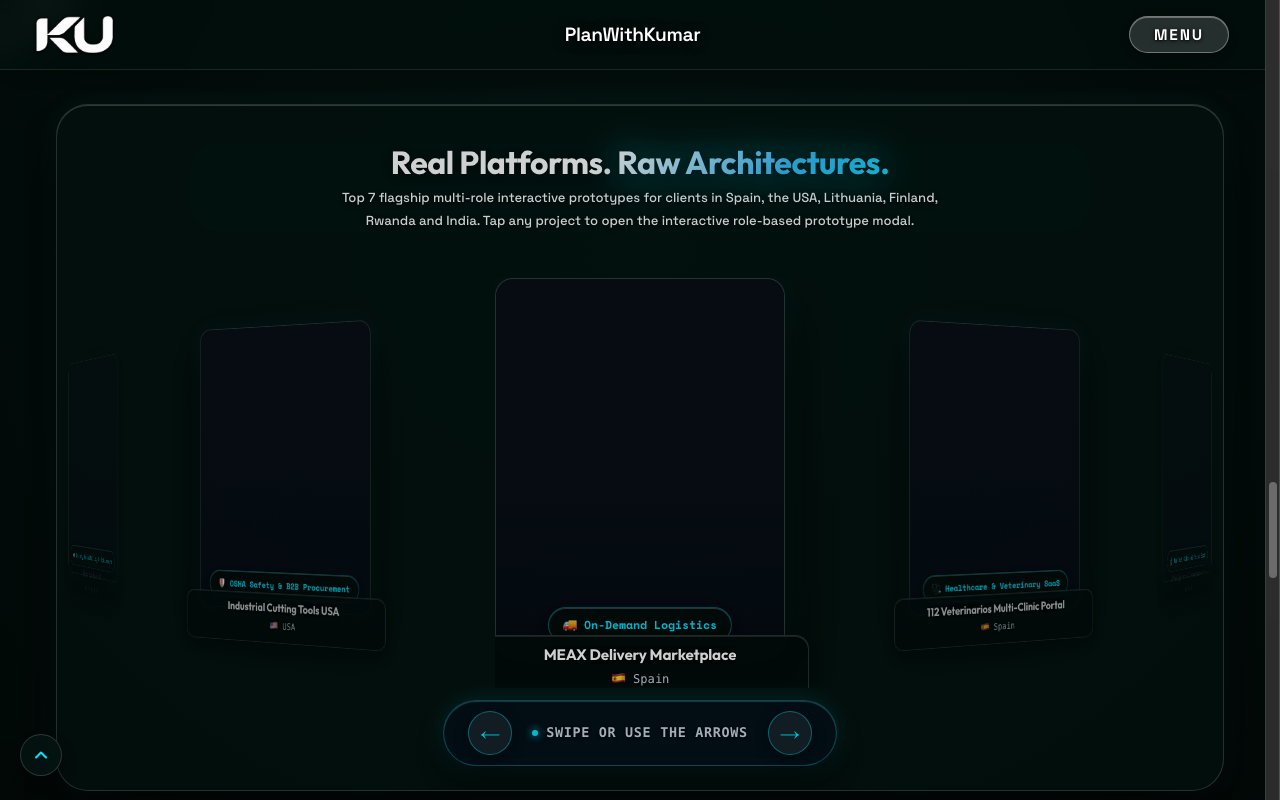 KU
PlanWithKumar
MENU
Real Platforms. Raw Architectures.
Top 7 flagship multi-role interactive prototypes for clients in Spain, the USA, Lithuania, Finland,
Rwanda and India. Tap any project to open the interactive role-based prototype modal.
OSHA Safety & B2B Procurement
Industrial Cutting Tools USA
USA
On-Demand Logistics
MEAX Delivery Marketplace
Spain
Healthcare & Veterinary SaaS
112 Veterinarios Multi-Clinic Portal
Spain
← SWIPE OR USE THE ARROWS →